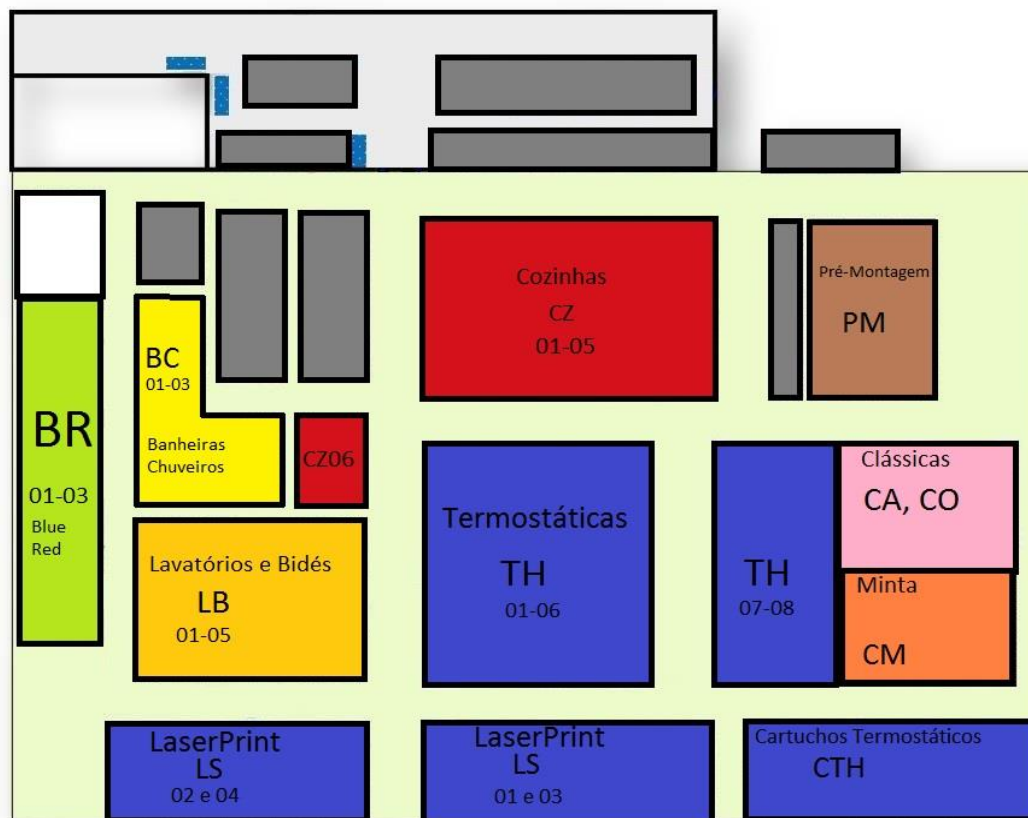 Cozinhas
CZ
01-05
Pré-Montagem
PM
BC
01-03
Banheiras
Chuveiros
CZ06
BR
01-03
Blue
Red
Lavatórios e Bidés
LB
01-05
Termostáticas
TH
01-06
TH
07-08
Clássicas
CA, CO
Minta
CM
LaserPrint
LS
02 e 04
LaserPrint
LS
01 e 03
Cartuchos Termostáticos
CTH